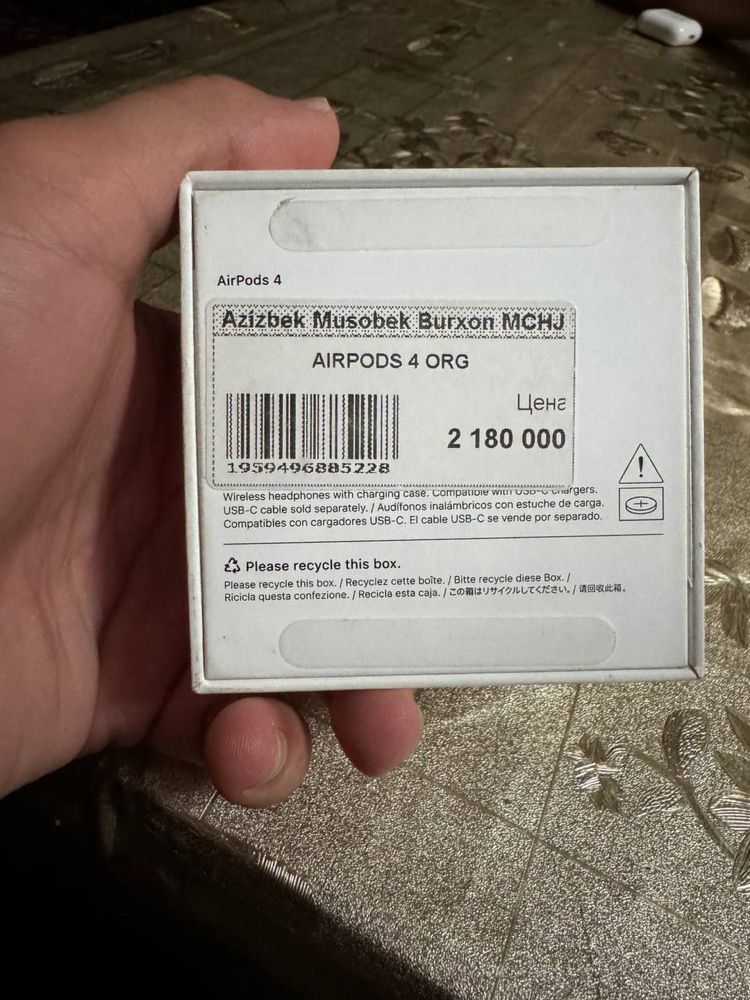 AirPods 4
Azizbek Musobek Burxon MCHJ
AIRPODS 4 ORG
Цена
2 180 000
1959496885228
Wireless headphones with charging case. Compatible with USB-C chargers.
USB-C cable sold separately. / Audífonos inalámbricos con estuche de carga.
Compatibles con cargadores USB-C. El cable USB-C se vende por separado.
Please recycle this box.
Please recycle this box. / Recyclez cette boîte. / Bitte recycle diese Box. /
Ricicla questa confezione. / Recicla esta caja. / この箱はリサイクルしてください。/ 请回收此箱。